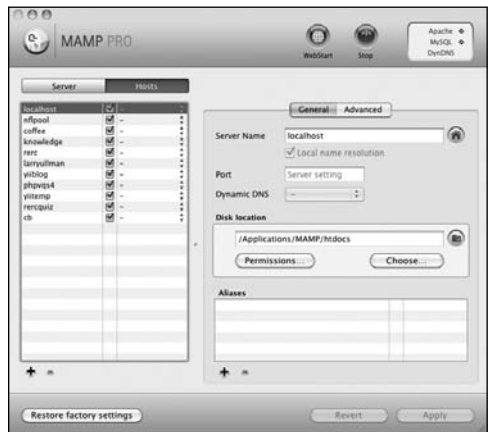 MAMP PRO
WebStart
Stop
Apache
MySQL
DynDNS
Server
Hosts
localhost
nflpool
coffee
knowledge
rerc
larryullman
yiiblog
phpvqs4
yiitemp
rercquiz
cb
General
Advanced
Server Name
localhost
Local name resolution
Port
Server setting
Dynamic DNS
-
Disk location
/Applications/MAMP/htdocs
Permissions...
Choose...
Aliases
Restore factory settings
Revert
Apply